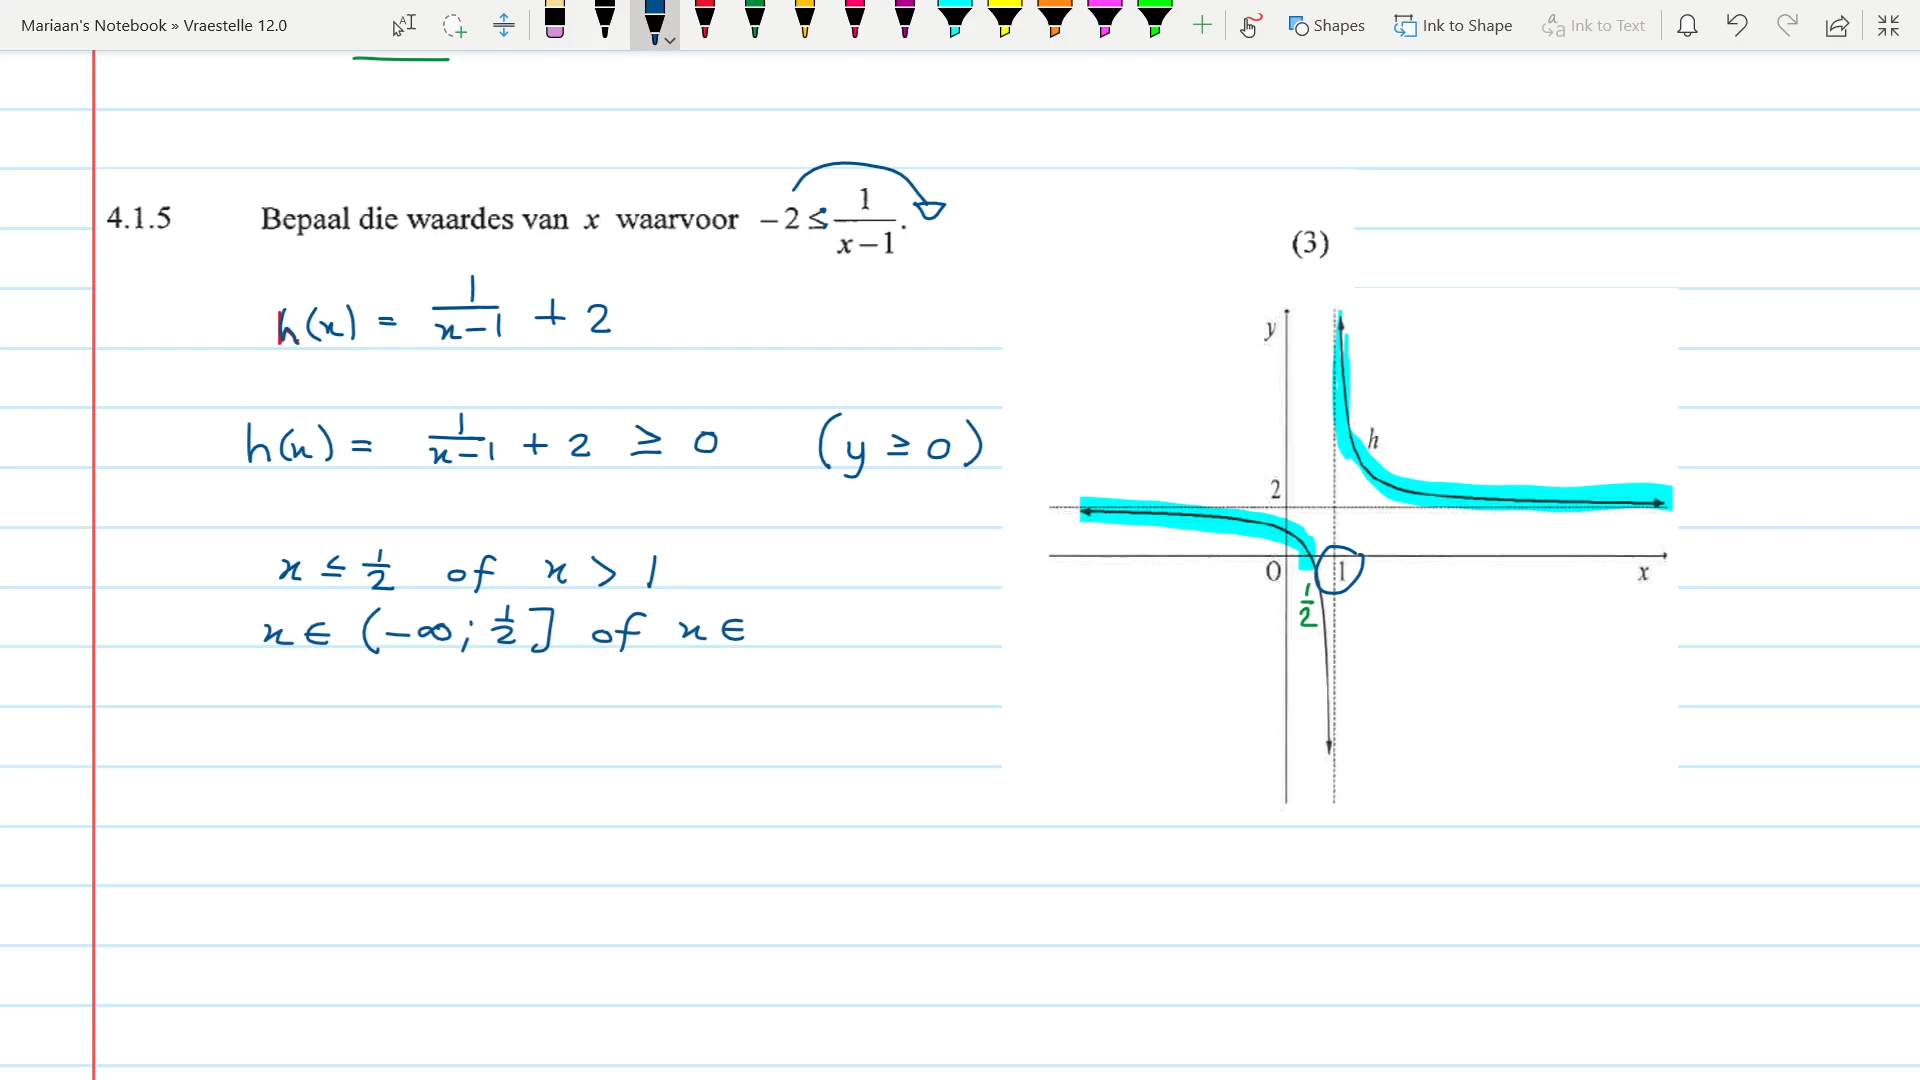 Mariaan's Notebook » Vraestelle 12.0
Shapes
Ink to Shape
Ink to Text
4.1.5 Bepaal die waardes van x waarvoor −2 ≤ 1/(x−1).
(3)
h(x) = 1/(x−1) + 2
h(x) = 1/(x−1) + 2 ≥ 0 (y ≥ 0)
x ≤ 1/2 of x > 1
x ∈ (−∞; 1/2] of x ∈
y
h
2
0
1
x
1/2